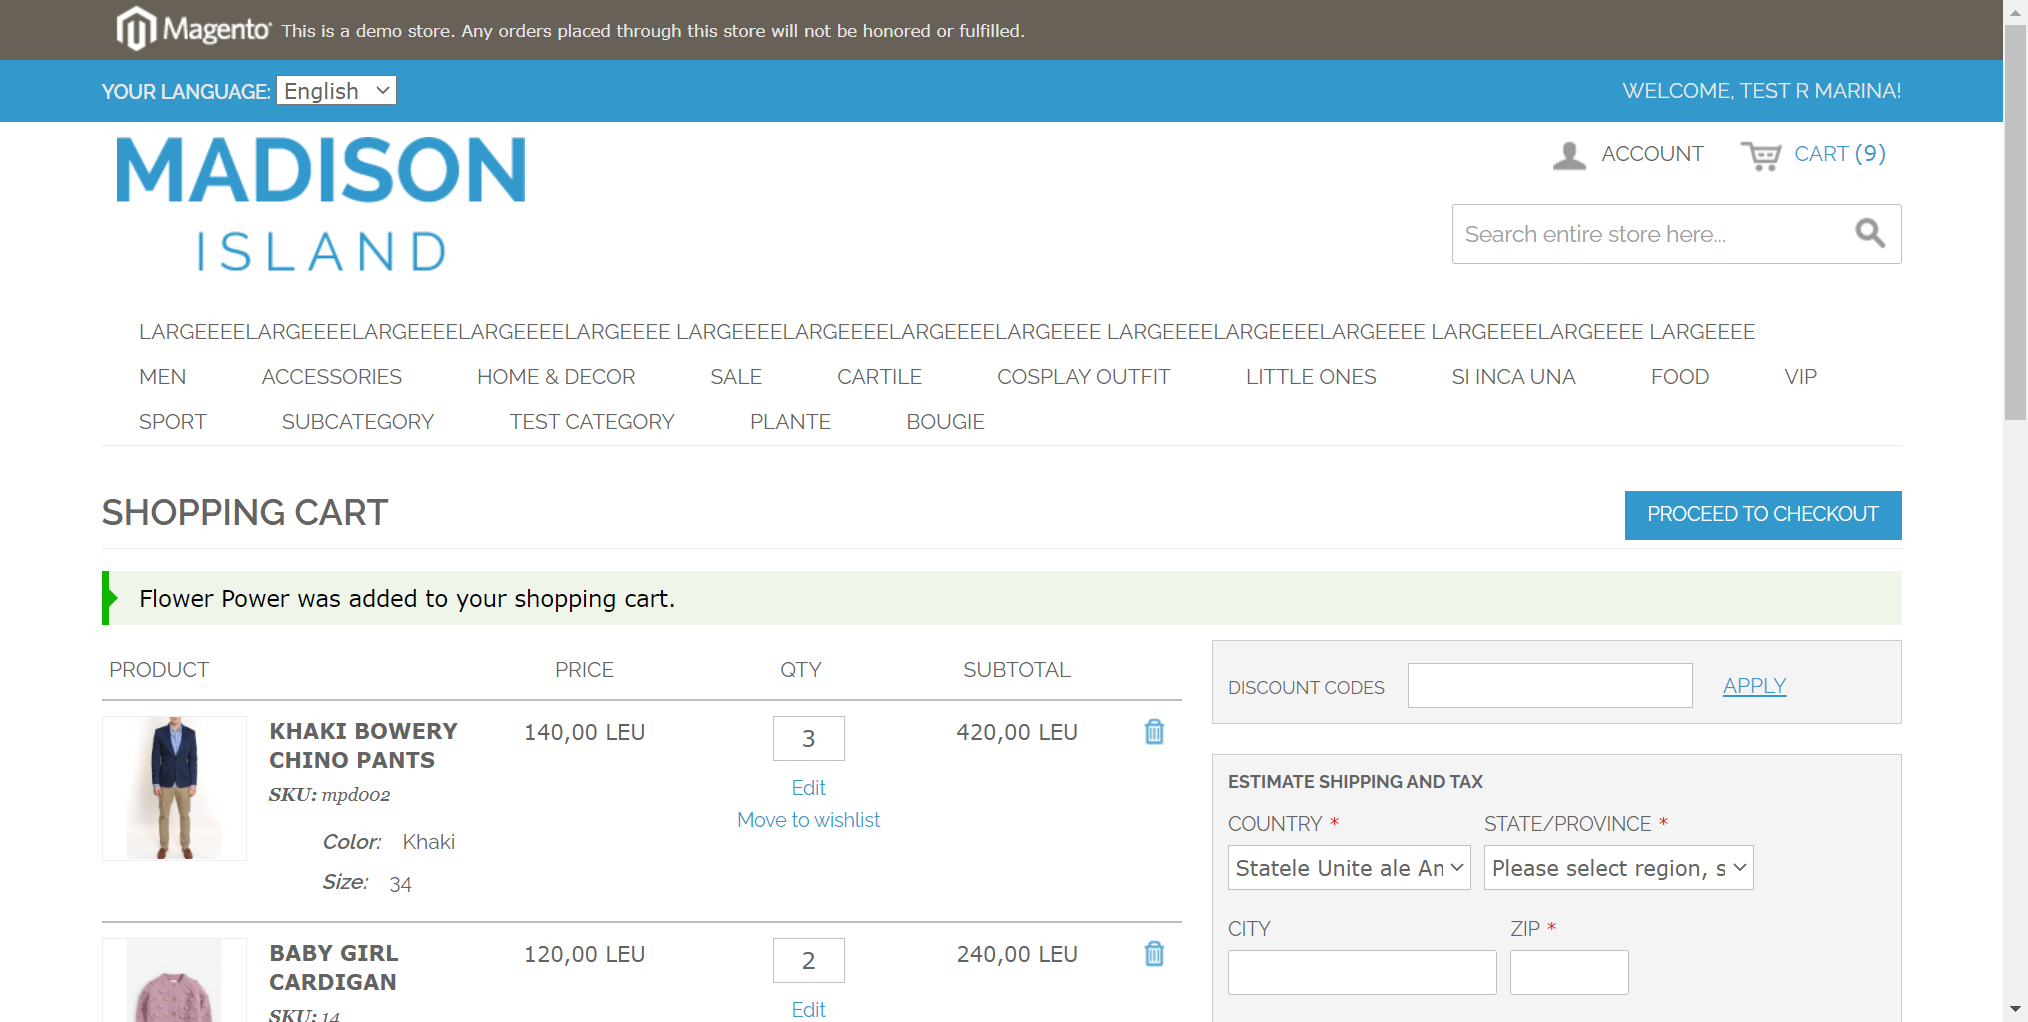 Magento® This is a demo store. Any orders placed through this store will not be honored or fulfilled.
YOUR LANGUAGE: English WELCOME, TEST R MARINA!
MADISON
ISLAND
ACCOUNT CART (9)
Search entire store here...
LARGEEEELARGEEEELARGEEEELARGEEEELARGEEEE LARGEEEELARGEEEELARGEEEELARGEEEE LARGEEEELARGEEEELARGEEEE LARGEEEELARGEEEE LARGEEEE
MEN ACCESSORIES HOME & DECOR SALE CARTILE COSPLAY OUTFIT LITTLE ONES SI INCA UNA FOOD VIP
SPORT SUBCATEGORY TEST CATEGORY PLANTE BOUGIE
SHOPPING CART PROCEED TO CHECKOUT
Flower Power was added to your shopping cart.
PRODUCT PRICE QTY SUBTOTAL
KHAKI BOWERY CHINO PANTS 140,00 LEU 3 420,00 LEU
SKU: mpd002
Edit
Move to wishlist
Color: Khaki
Size: 34
BABY GIRL CARDIGAN 120,00 LEU 2 240,00 LEU
SKU: 14
Edit
DISCOUNT CODES APPLY
ESTIMATE SHIPPING AND TAX
COUNTRY * STATE/PROVINCE *
Statele Unite ale Am Please select region, s
CITY ZIP *